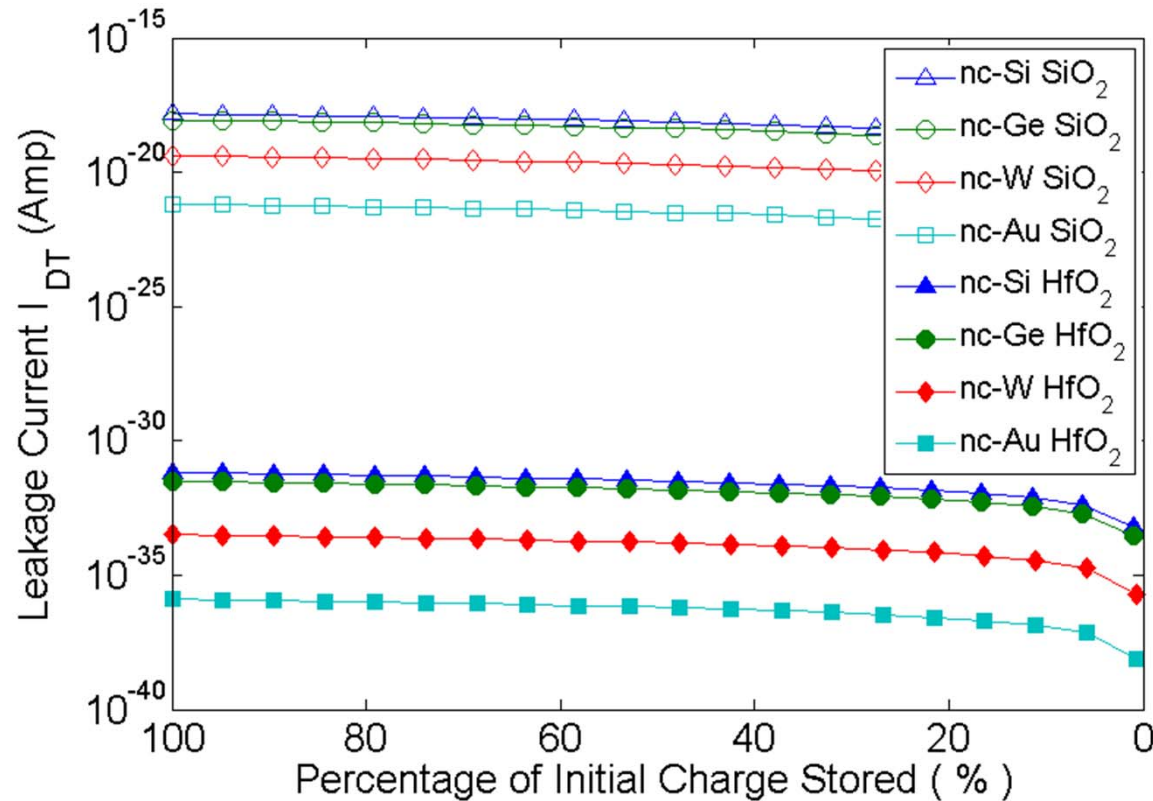 10^-15
10^-20
10^-25
10^-30
10^-35
10^-40
Leakage Current I_DT (Amp)
nc-Si SiO₂
nc-Ge SiO₂
nc-W SiO₂
nc-Au SiO₂
nc-Si HfO₂
nc-Ge HfO₂
nc-W HfO₂
nc-Au HfO₂
100 80 60 40 20 0
Percentage of Initial Charge Stored ( % )